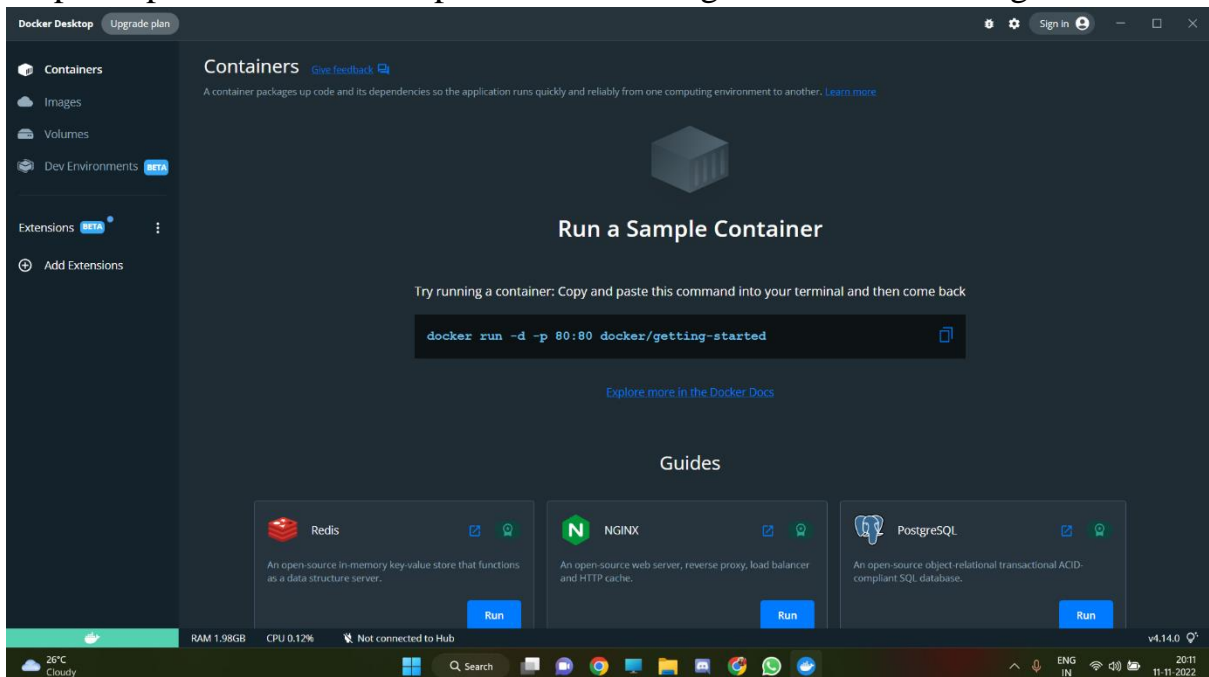 Docker Desktop Upgrade plan
Sign in
Containers
Images
Volumes
Dev Environments BETA
Extensions BETA
Add Extensions
Containers Give feedback
A container packages up code and its dependencies so the application runs quickly and reliably from one computing environment to another. Learn more
Run a Sample Container
Try running a container: Copy and paste this command into your terminal and then come back
docker run -d -p 80:80 docker/getting-started
Explore more in the Docker Docs
Guides
Redis
An open-source in-memory key-value store that functions
as a data structure server.
Run
NGINX
An open-source web server, reverse proxy, load balancer
and HTTP cache.
Run
PostgreSQL
An open-source object-relational transactional ACID-
compliant SQL database.
Run
RAM 1.98GB CPU 0.12% Not connected to Hub v4.14.0
26°C
Cloudy
Search
ENG
IN
20:11
11-11-2022